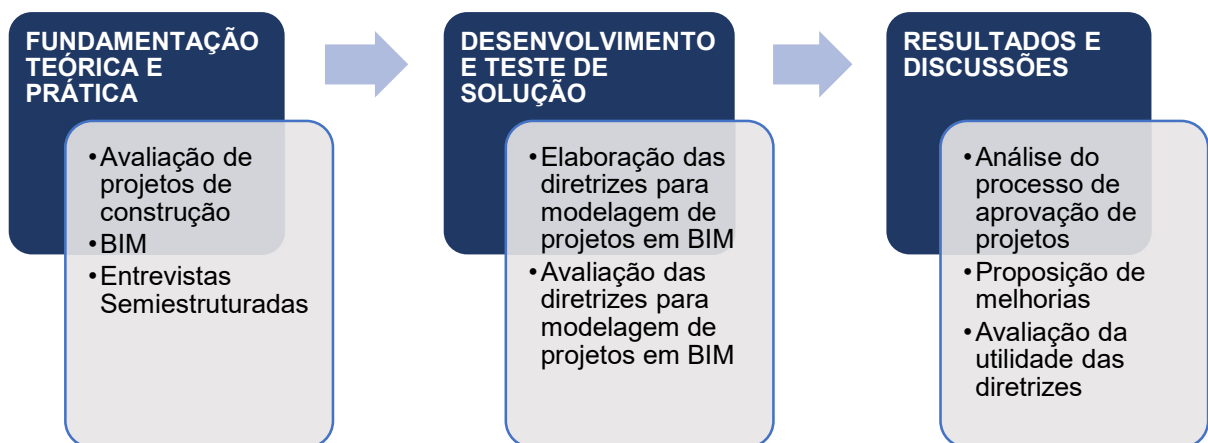 FUNDAMENTAÇÃO
TEÓRICA E
PRÁTICA
•Avaliação de
projetos de
construção
•BIM
•Entrevistas
Semiestruturadas
DESENVOLVIMENTO
E TESTE DE
SOLUÇÃO
•Elaboração das
diretrizes para
modelagem de
projetos em BIM
•Avaliação das
diretrizes para
modelagem de
projetos em BIM
RESULTADOS E
DISCUSSÕES
•Análise do
processo de
aprovação de
projetos
•Proposição de
melhorias
•Avaliação da
utilidade das
diretrizes